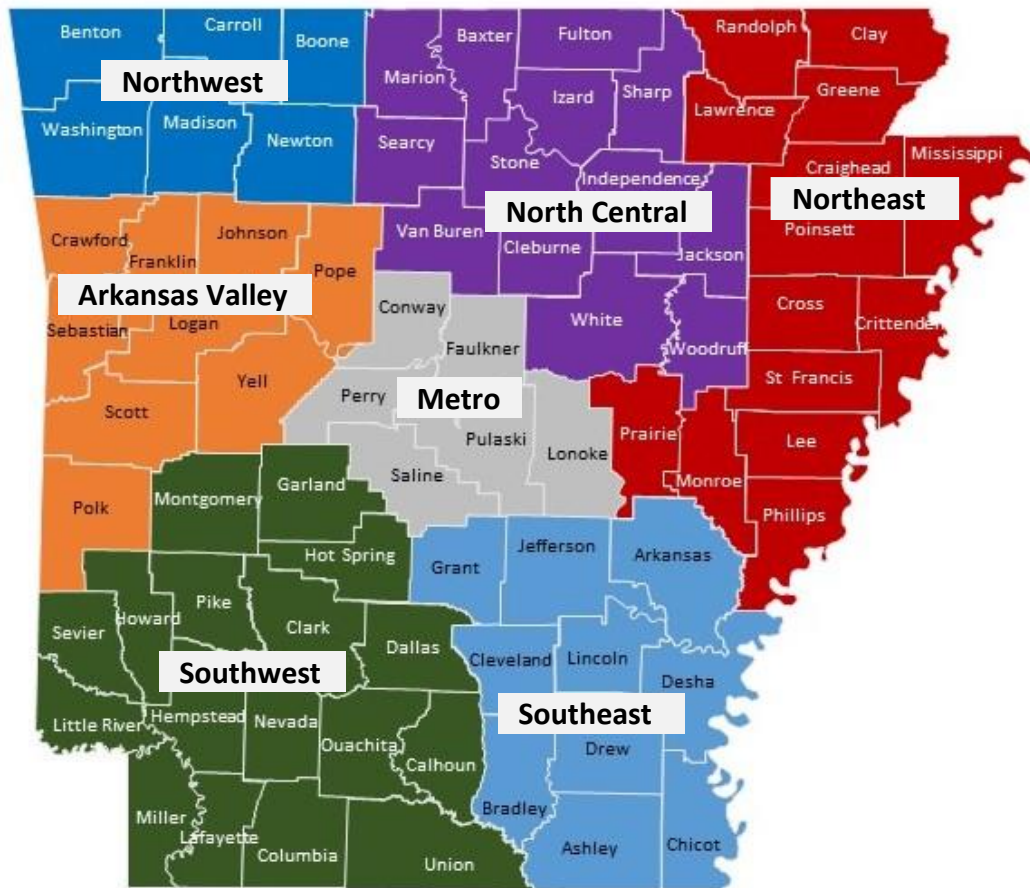 Benton
Carroll
Boone
Northwest
Washington
Madison
Newton
Marion
Baxter
Fulton
Izard
Sharp
Searcy
Stone
Independence
North Central
Van Buren
Cleburne
Jackson
White
Woodruff
Randolph
Clay
Lawrence
Greene
Craighead
Mississippi
Northeast
Poinsett
Cross
Crittenden
St Francis
Lee
Prairie
Monroe
Phillips
Crawford
Franklin
Johnson
Pope
Arkansas Valley
Sebastian
Logan
Yell
Scott
Polk
Conway
Faulkner
Perry
Metro
Pulaski
Lonoke
Saline
Montgomery
Garland
Hot Spring
Sevier
Howard
Pike
Clark
Dallas
Southwest
Little River
Hempstead
Nevada
Ouachita
Calhoun
Miller
Lafayette
Columbia
Union
Grant
Jefferson
Arkansas
Cleveland
Lincoln
Desha
Southeast
Drew
Bradley
Ashley
Chicot